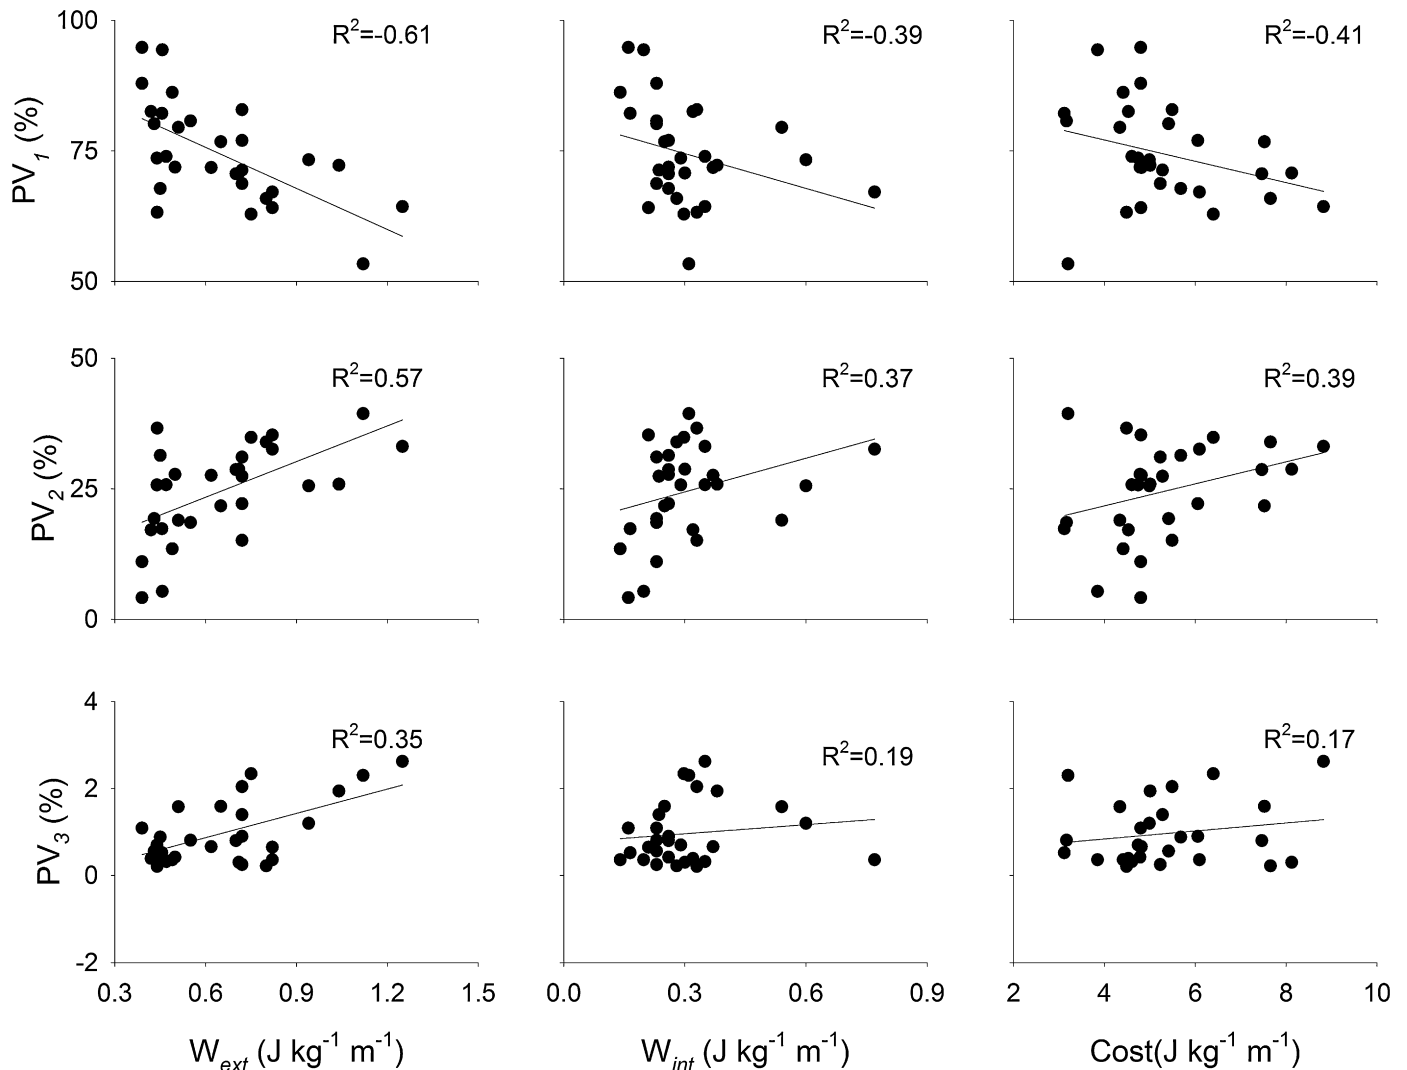 100
75
50
PV1 (%)
R2=-0.61
R2=-0.39
R2=-0.41
50
25
0
PV2 (%)
R2=0.57
R2=0.37
R2=0.39
4
2
0
-2
PV3 (%)
R2=0.35
R2=0.19
R2=0.17
0.3 0.6 0.9 1.2 1.5
0.0 0.3 0.6 0.9
2 4 6 8 10
Wext (J kg-1 m-1)
Wint (J kg-1 m-1)
Cost(J kg-1 m-1)